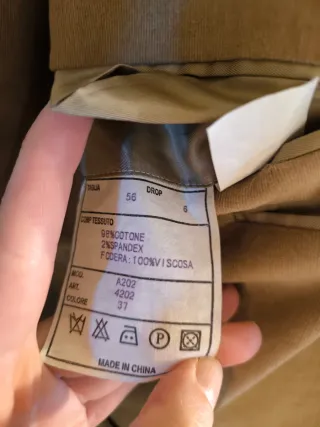 TAGLIA 56 DROP 6
COMP.TESSUTO
98%COTONE
2%SPANDEX
FODERA:100%VISCOSA
MOD. A202
ART. 4202
COLORE 37
P
MADE IN CHINA